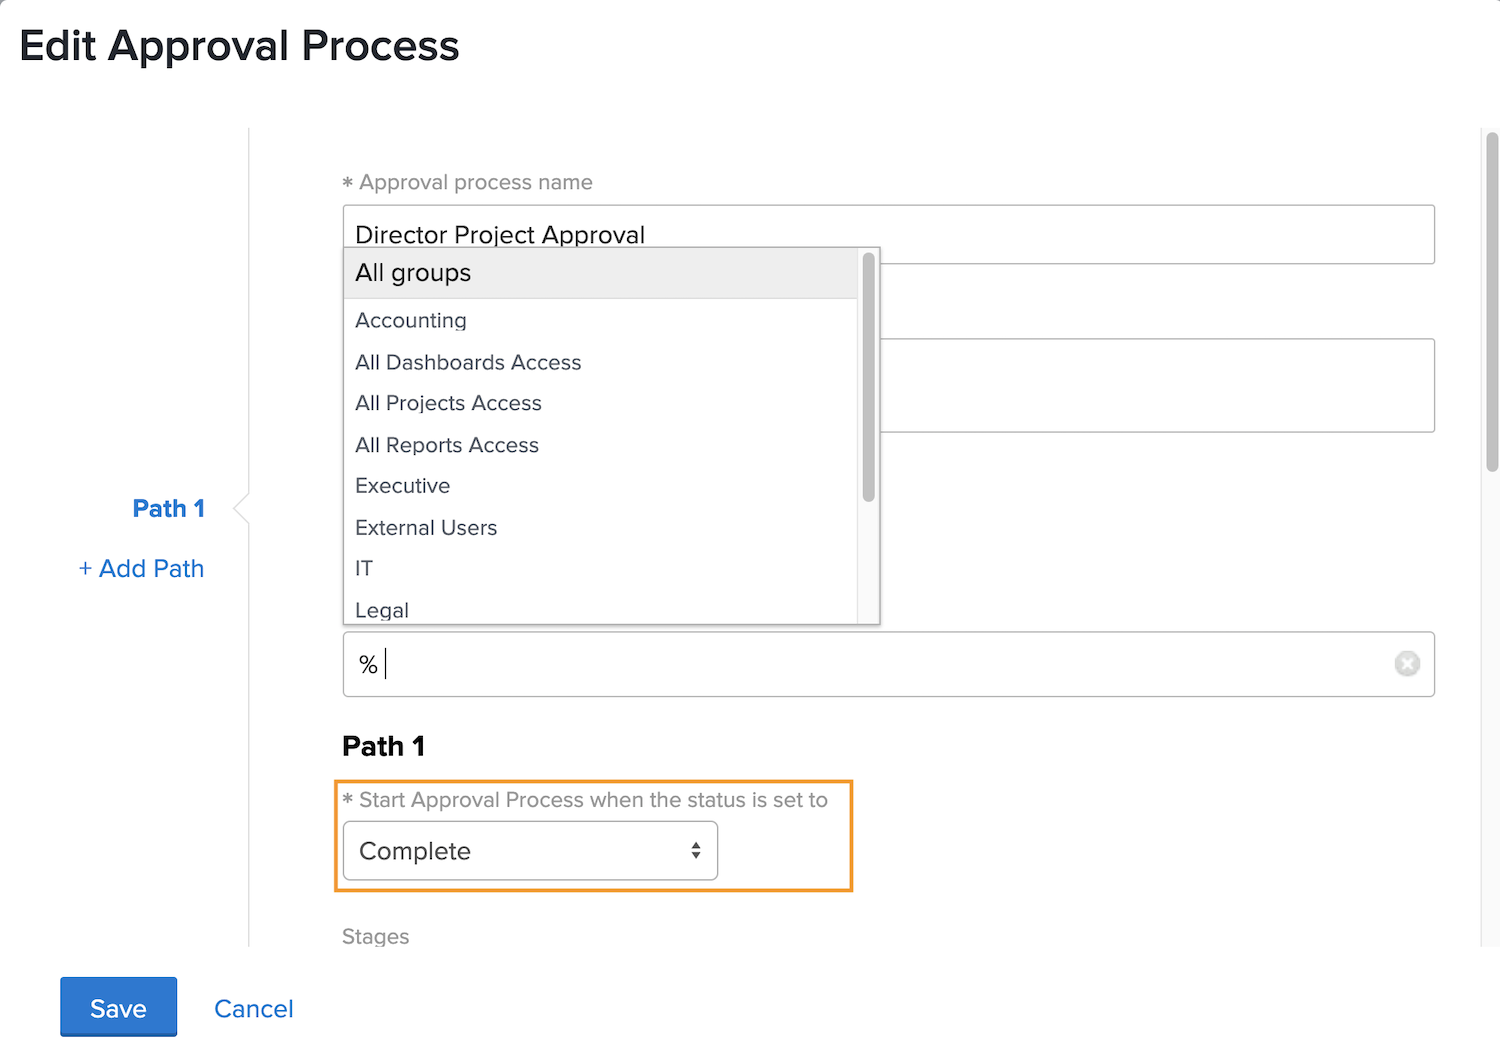 Edit Approval Process
* Approval process name
Director Project Approval
All groups
Accounting
All Dashboards Access
All Projects Access
All Reports Access
Executive
External Users
IT
Legal
Path 1
+ Add Path
%
Path 1
* Start Approval Process when the status is set to
Complete
Stages
Save
Cancel